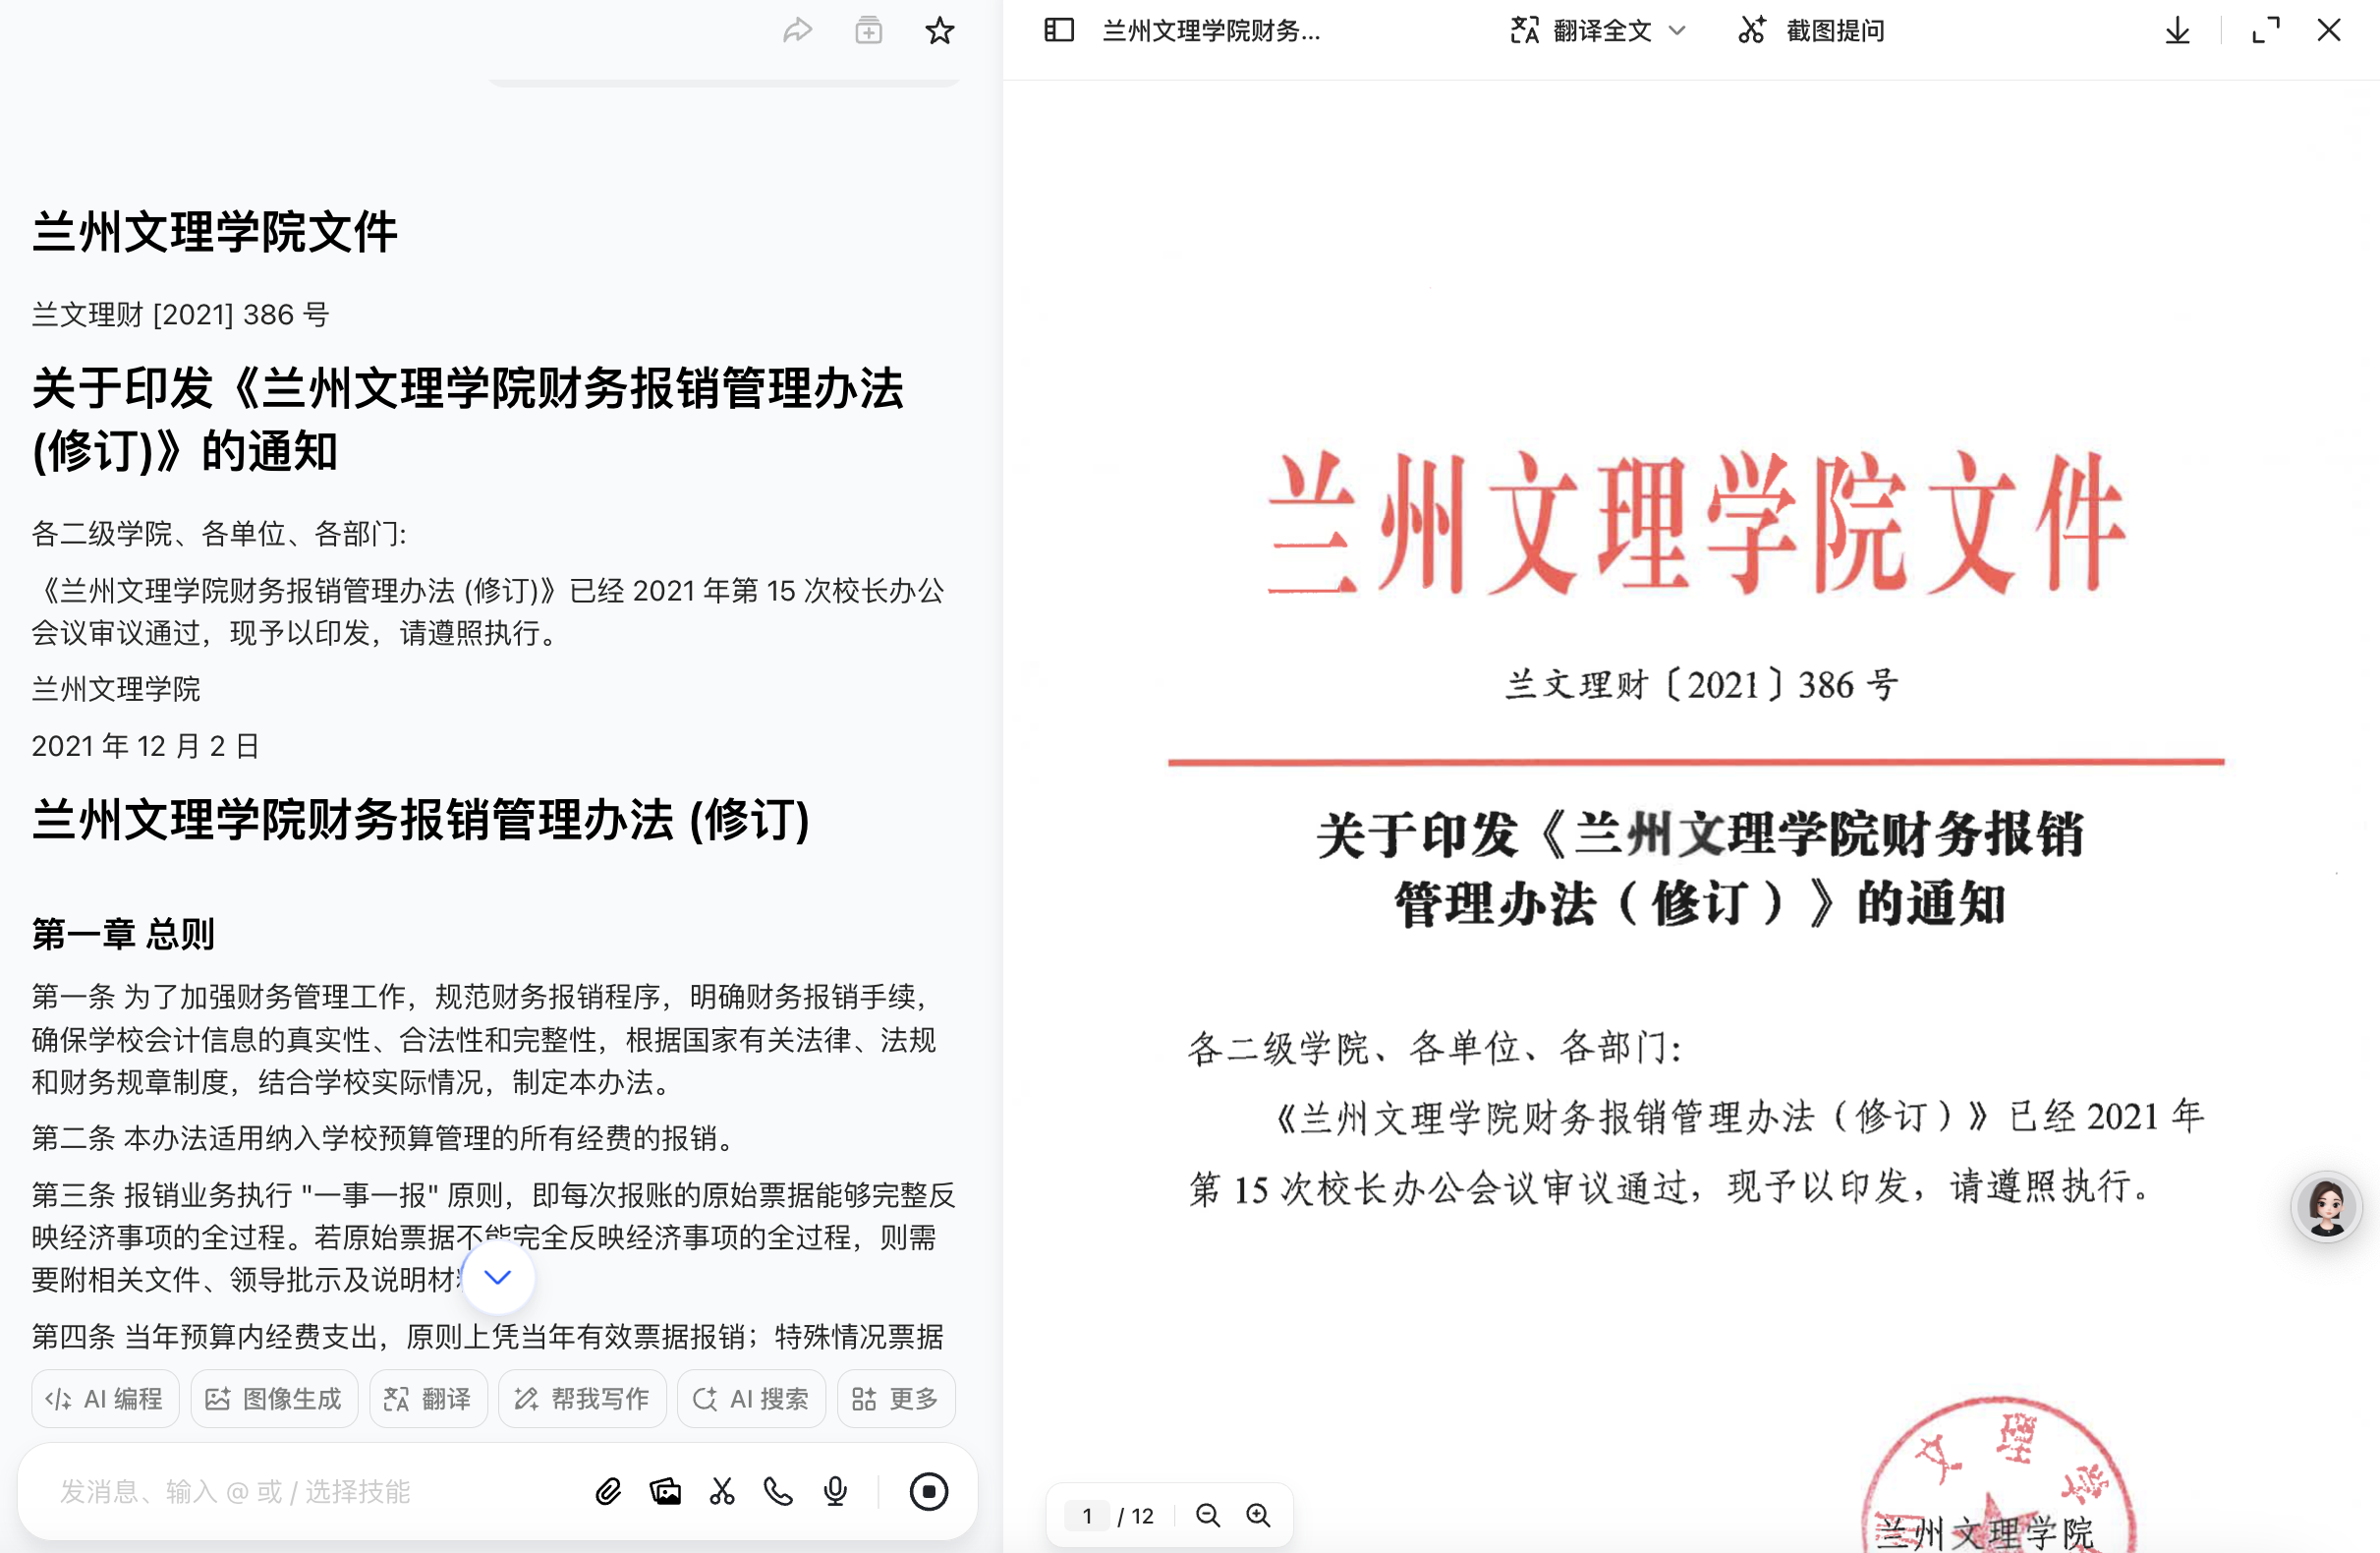 兰州文理学院文件
兰文理财 [2021] 386 号
关于印发《兰州文理学院财务报销管理办法
(修订)》的通知
各二级学院、各单位、各部门:
《兰州文理学院财务报销管理办法 (修订)》已经 2021 年第 15 次校长办公
会议审议通过，现予以印发，请遵照执行。
兰州文理学院
2021 年 12 月 2 日
兰州文理学院财务报销管理办法 (修订)
第一章 总则
第一条 为了加强财务管理工作，规范财务报销程序，明确财务报销手续，
确保学校会计信息的真实性、合法性和完整性，根据国家有关法律、法规
和财务规章制度，结合学校实际情况，制定本办法。
第二条 本办法适用纳入学校预算管理的所有经费的报销。
第三条 报销业务执行 "一事一报" 原则，即每次报账的原始票据能够完整反
映经济事项的全过程。若原始票据不能完全反映经济事项的全过程，则需
要附相关文件、领导批示及说明材
第四条 当年预算内经费支出，原则上凭当年有效票据报销；特殊情况票据
AI 编程
图像生成
翻译
帮我写作
AI 搜索
更多
发消息、输入 @ 或 / 选择技能
兰州文理学院财务...
翻译全文
截图提问
兰州文理学院文件
兰文理财〔2021〕386 号
关于印发《兰州文理学院财务报销
管理办法（修订）》的通知
各二级学院、各单位、各部门:
《兰州文理学院财务报销管理办法（修订）》已经 2021 年
第 15 次校长办公会议审议通过，现予以印发，请遵照执行。
文理学
兰州文理学院
1 / 12